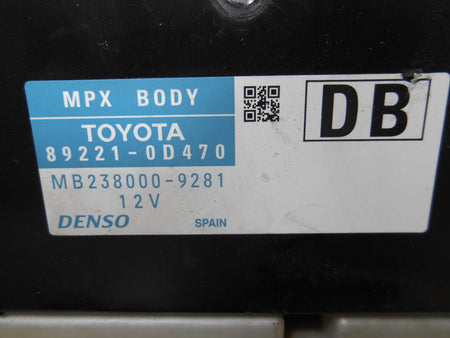 MPX BODY
TOYOTA
89221-0D470
MB238000-9281
12V
DENSO
SPAIN
DB